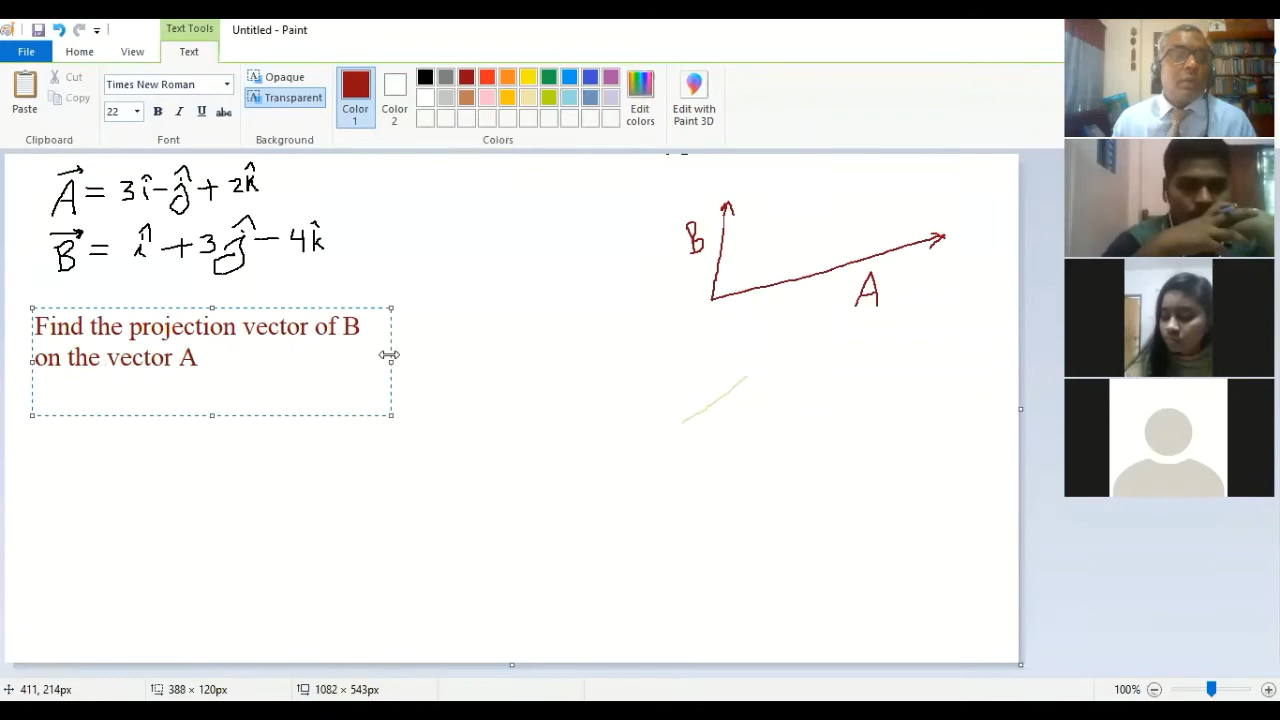 Text Tools
Untitled - Paint
File
Home
View
Text
Paste
Cut
Copy
Clipboard
Times New Roman
22
B
I
U
abc
Font
Opaque
Transparent
Background
Color 1
Color 2
Colors
Edit colors
Edit with Paint 3D
A⃗ = 3î - ĵ + 2k̂
B⃗ = î + 3ĵ - 4k̂
Find the projection vector of B
on the vector A
B
A
411, 214px
388 × 120px
1082 × 543px
100%